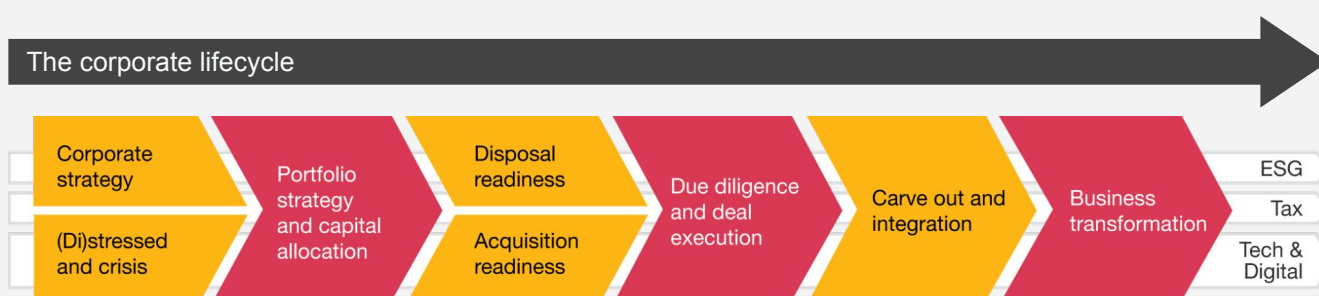 The corporate lifecycle
Corporate
strategy
(Di)stressed
and crisis
Portfolio
strategy
and capital
allocation
Disposal
readiness
Acquisition
readiness
Due diligence
and deal
execution
Carve out and
integration
Business
transformation
ESG
Tax
Tech &
Digital